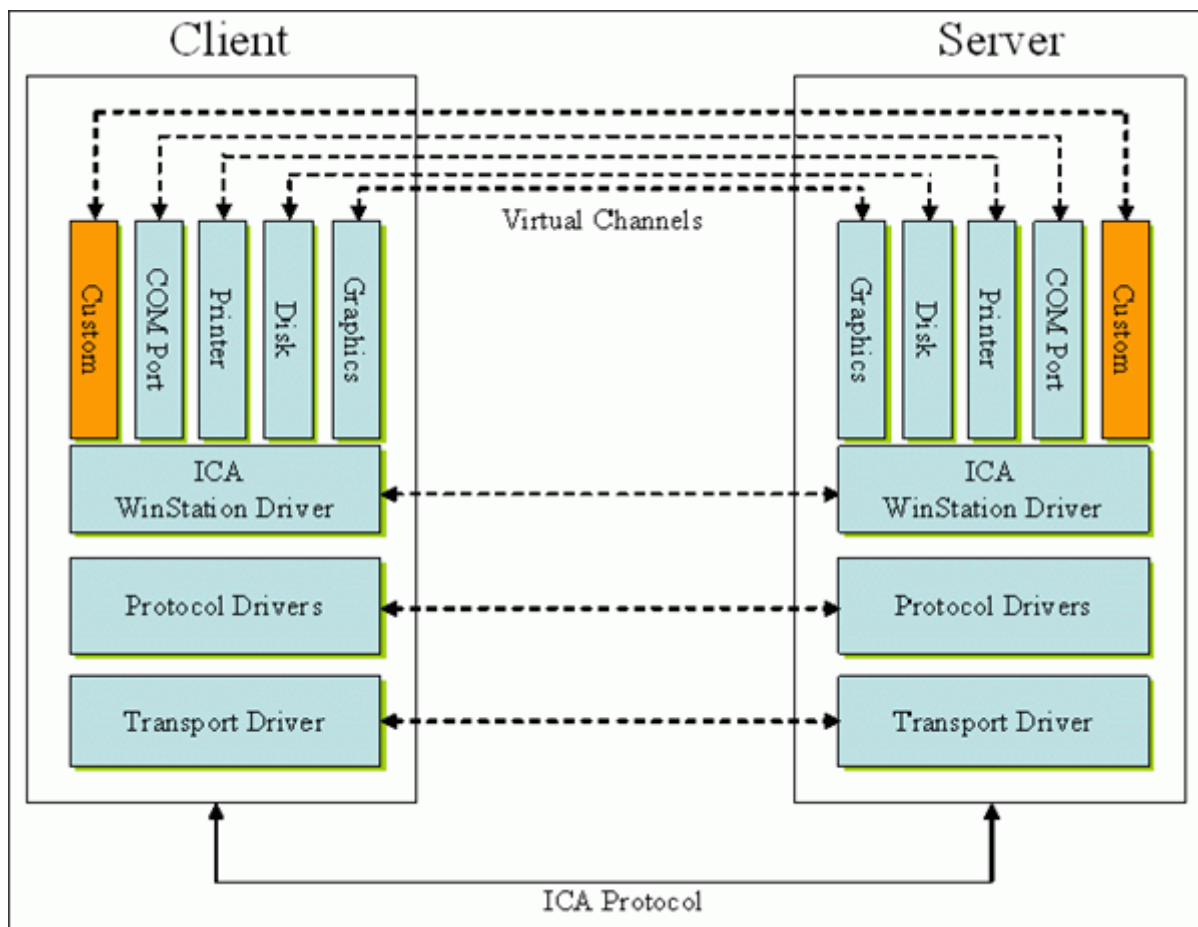 Client
Server
Virtual Channels
Custom
COM Port
Printer
Disk
Graphics
Graphics
Disk
Printer
COM Port
Custom
ICA
WinStation Driver
ICA
WinStation Driver
Protocol Drivers
Protocol Drivers
Transport Driver
Transport Driver
ICA Protocol